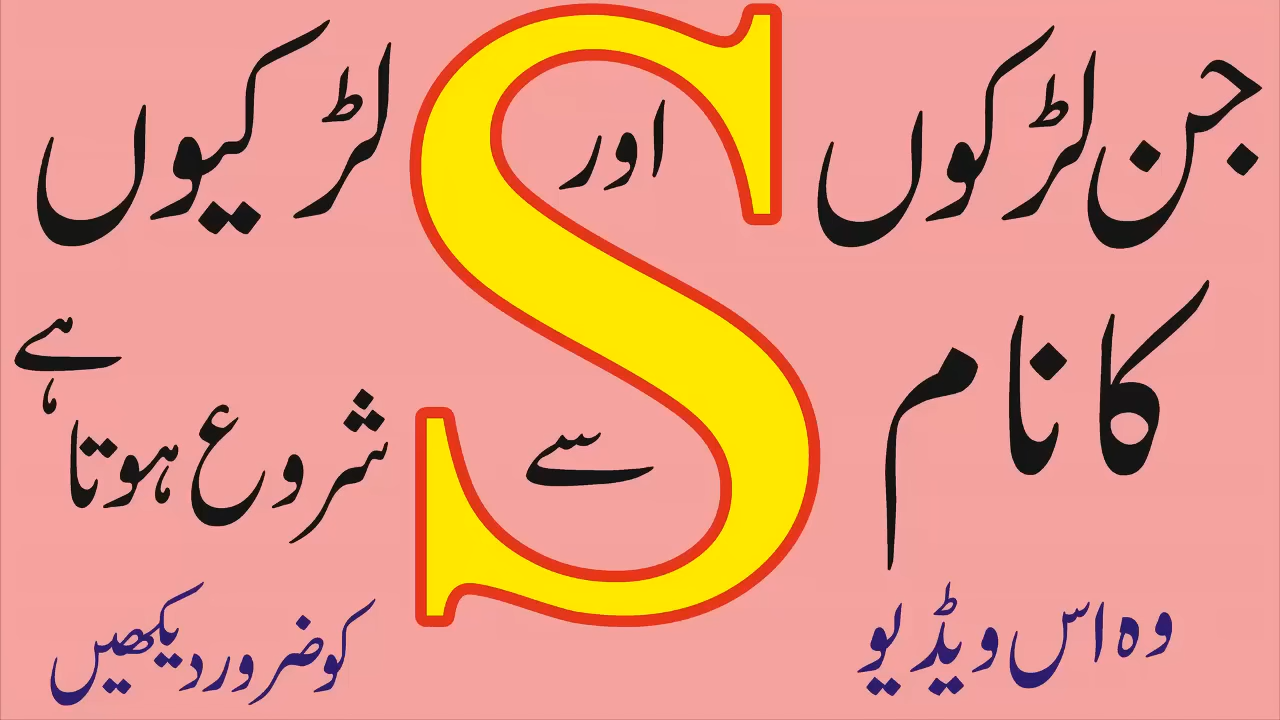 جن لڑکوں اور لڑکیوں
کا نام S سے شروع ہوتا ہے
وہ اس ویڈیو کو ضرور دیکھیں